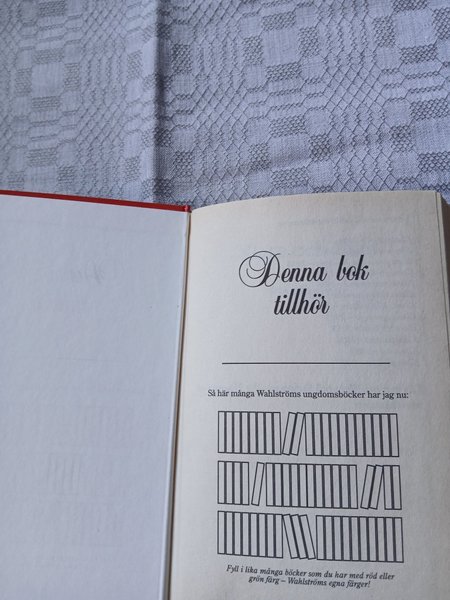 Denna bok
tillhör
Så här många Wahlströms ungdomsböcker har jag nu:
Fyll i lika många böcker som du har med röd eller
grön färg – Wahlströms egna färger!